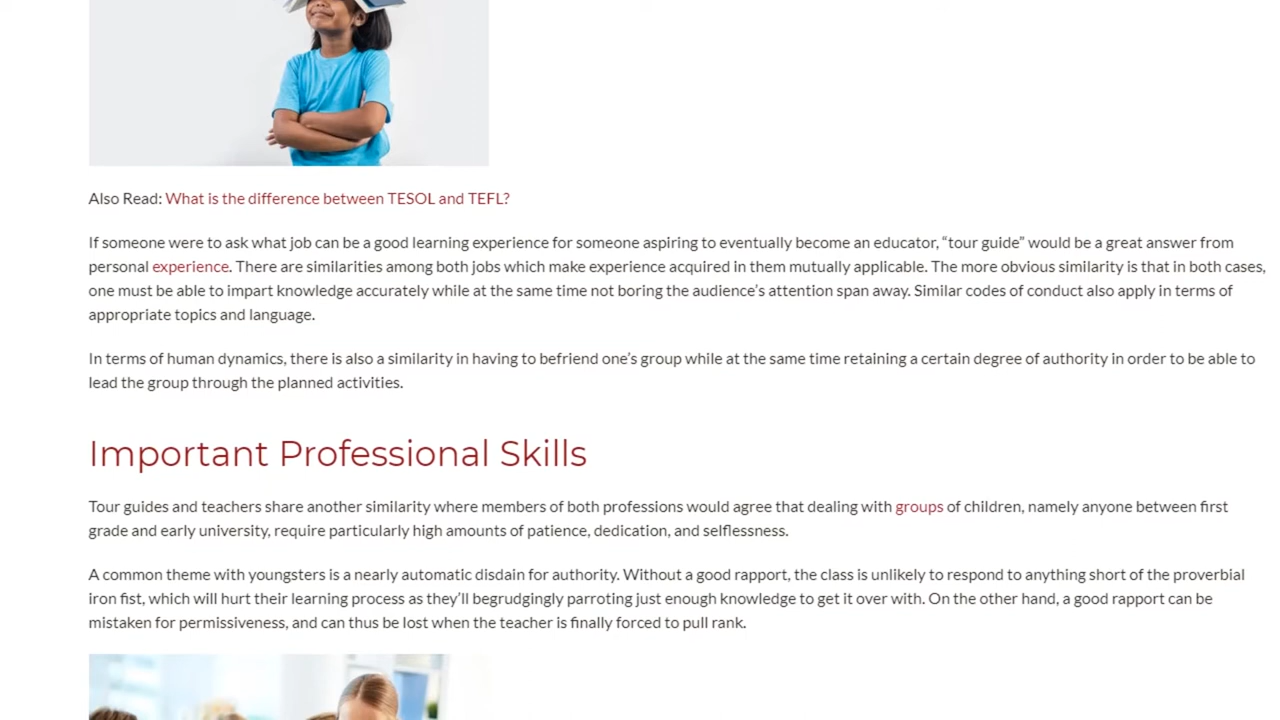 Also Read: What is the difference between TESOL and TEFL?
If someone were to ask what job can be a good learning experience for someone aspiring to eventually become an educator, “tour guide” would be a great answer from
personal experience. There are similarities among both jobs which make experience acquired in them mutually applicable. The more obvious similarity is that in both cases,
one must be able to impart knowledge accurately while at the same time not boring the audience’s attention span away. Similar codes of conduct also apply in terms of
appropriate topics and language.
In terms of human dynamics, there is also a similarity in having to befriend one’s group while at the same time retaining a certain degree of authority in order to be able to
lead the group through the planned activities.
Important Professional Skills
Tour guides and teachers share another similarity where members of both professions would agree that dealing with groups of children, namely anyone between first
grade and early university, require particularly high amounts of patience, dedication, and selflessness.
A common theme with youngsters is a nearly automatic disdain for authority. Without a good rapport, the class is unlikely to respond to anything short of the proverbial
iron fist, which will hurt their learning process as they’ll begrudgingly parroting just enough knowledge to get it over with. On the other hand, a good rapport can be
mistaken for permissiveness, and can thus be lost when the teacher is finally forced to pull rank.